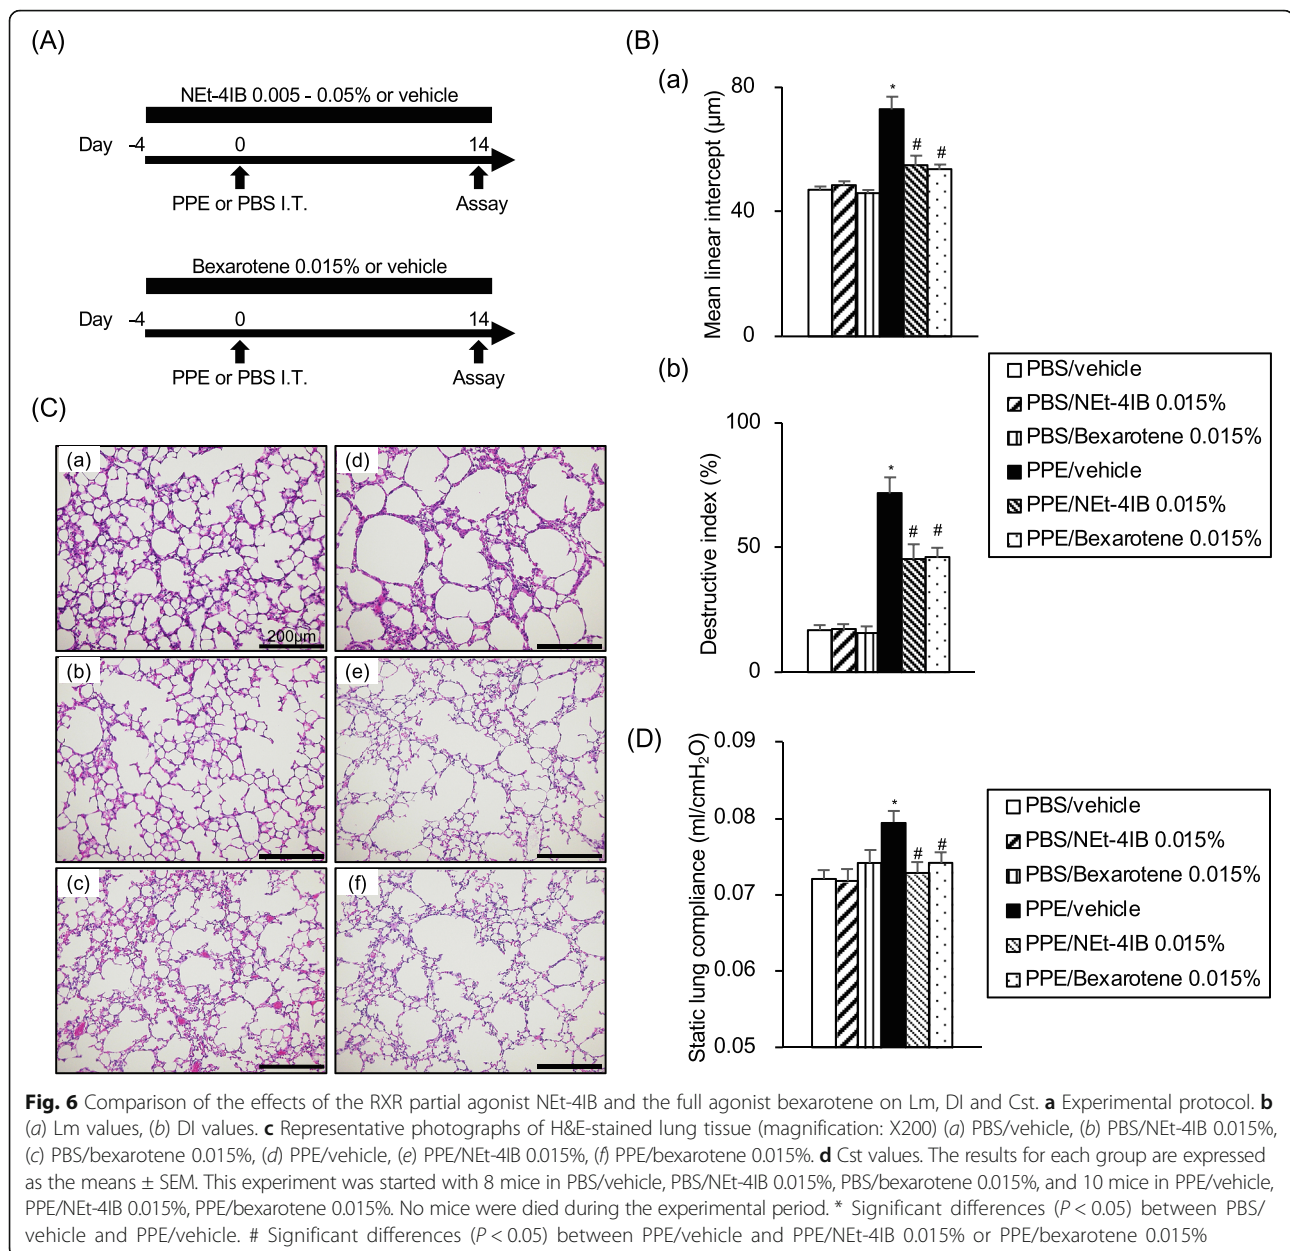 (A)
NEt-4IB 0.005 - 0.05% or vehicle
Day -4 0 14
PPE or PBS I.T. Assay
Bexarotene 0.015% or vehicle
Day -4 0 14
PPE or PBS I.T. Assay
(B)
(a)
Mean linear intercept (μm)
80
40
0
*
#
#
(b)
Destructive index (%)
100
50
0
*
#
#
PBS/vehicle
PBS/NEt-4IB 0.015%
PBS/Bexarotene 0.015%
PPE/vehicle
PPE/NEt-4IB 0.015%
PPE/Bexarotene 0.015%
(C)
(a)
200μm
(d)
(b)
(e)
(c)
(f)
(D)
Static lung compliance (ml/cmH₂O)
0.09
0.08
0.07
0.06
0.05
*
#
#
PBS/vehicle
PBS/NEt-4IB 0.015%
PBS/Bexarotene 0.015%
PPE/vehicle
PPE/NEt-4IB 0.015%
PPE/Bexarotene 0.015%
Fig. 6 Comparison of the effects of the RXR partial agonist NEt-4IB and the full agonist bexarotene on Lm, DI and Cst. a Experimental protocol. b
(a) Lm values, (b) DI values. c Representative photographs of H&E-stained lung tissue (magnification: X200) (a) PBS/vehicle, (b) PBS/NEt-4IB 0.015%,
(c) PBS/bexarotene 0.015%, (d) PPE/vehicle, (e) PPE/NEt-4IB 0.015%, (f) PPE/bexarotene 0.015%. d Cst values. The results for each group are expressed
as the means ± SEM. This experiment was started with 8 mice in PBS/vehicle, PBS/NEt-4IB 0.015%, PBS/bexarotene 0.015%, and 10 mice in PPE/vehicle,
PPE/NEt-4IB 0.015%, PPE/bexarotene 0.015%. No mice were died during the experimental period. * Significant differences (P < 0.05) between PBS/
vehicle and PPE/vehicle. # Significant differences (P < 0.05) between PPE/vehicle and PPE/NEt-4IB 0.015% or PPE/bexarotene 0.015%